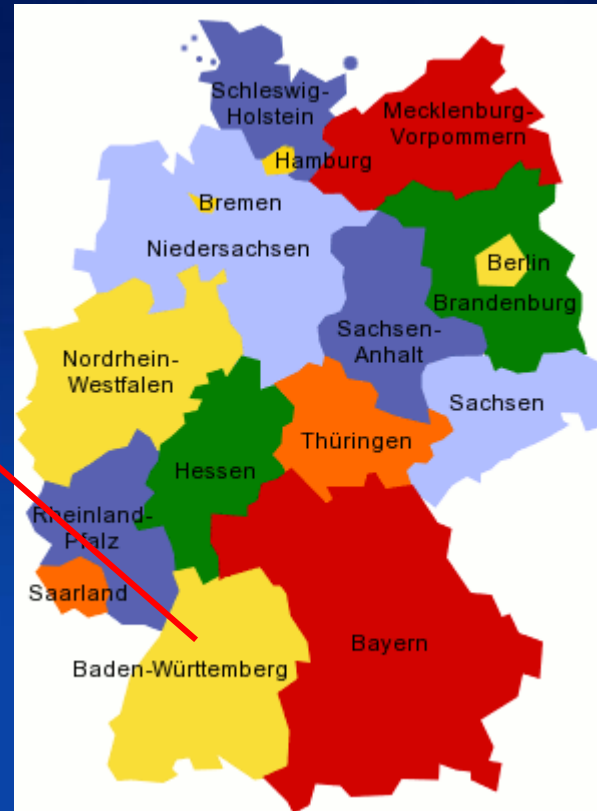 Schleswig-
Holstein
Mecklenburg-
Vorpommern
Hamburg
Bremen
Niedersachsen
Berlin
Brandenburg
Sachsen-
Anhalt
Nordrhein-
Westfalen
Sachsen
Thüringen
Hessen
Rheinland-
Pfalz
Saarland
Bayern
Baden-Württemberg